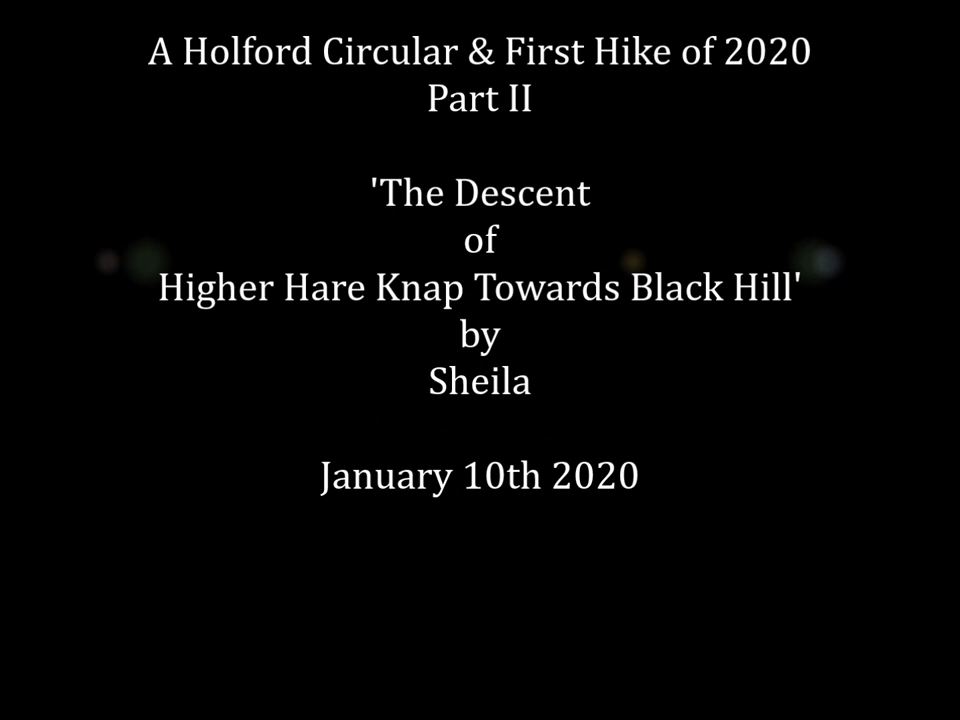 A Holford Circular & First Hike of 2020
Part II
'The Descent
of
Higher Hare Knap Towards Black Hill'
by
Sheila
January 10th 2020